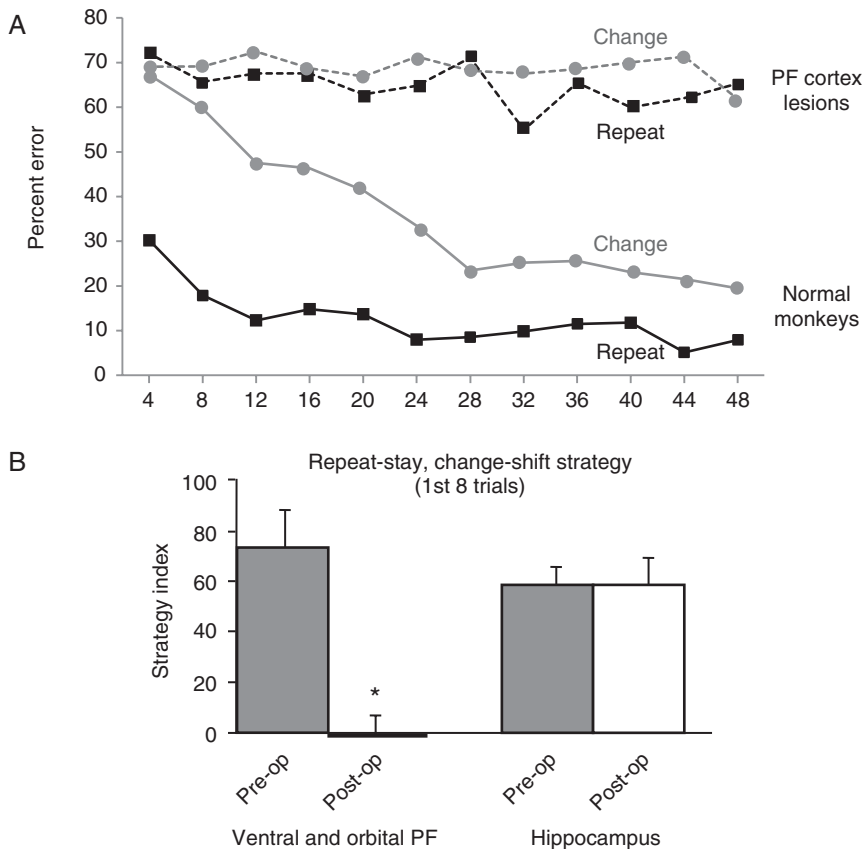 A
80
70
60
50
40
30
20
10
0
Percent error
Change
Repeat
PF cortex
lesions
Change
Repeat
Normal
monkeys
4 8 12 16 20 24 28 32 36 40 44 48
B
Repeat-stay, change-shift strategy
(1st 8 trials)
100
80
60
40
20
0
Strategy index
*
Pre-op
Post-op
Pre-op
Post-op
Ventral and orbital PF
Hippocampus